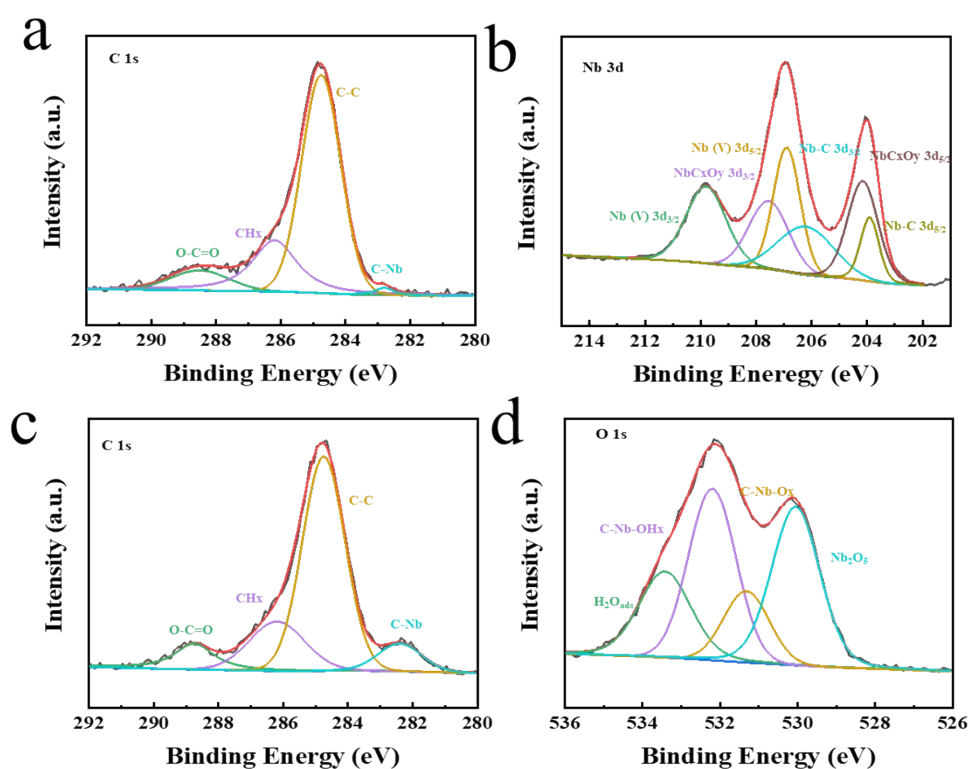 a
C 1s
C-C
CHx
O-C=O
C-Nb
Intensity (a.u.)
292 290 288 286 284 282 280
Binding Energy (eV)
b
Nb 3d
Nb (V) 3d₅/₂
Nb-C 3d₃/₂
NbCxOy 3d₅/₂
NbCxOy 3d₃/₂
Nb (V) 3d₃/₂
Nb-C 3d₅/₂
Intensity (a.u.)
214 212 210 208 206 204 202
Binding Eneregy (eV)
c
C 1s
C-C
CHx
O-C=O
C-Nb
Intensity (a.u.)
292 290 288 286 284 282 280
Binding Energy (eV)
d
O 1s
C-Nb-Ox
C-Nb-OHx
Nb₂O₅
H₂Oₐdₛ
Intensity (a.u.)
536 534 532 530 528 526
Binding Energy (eV)